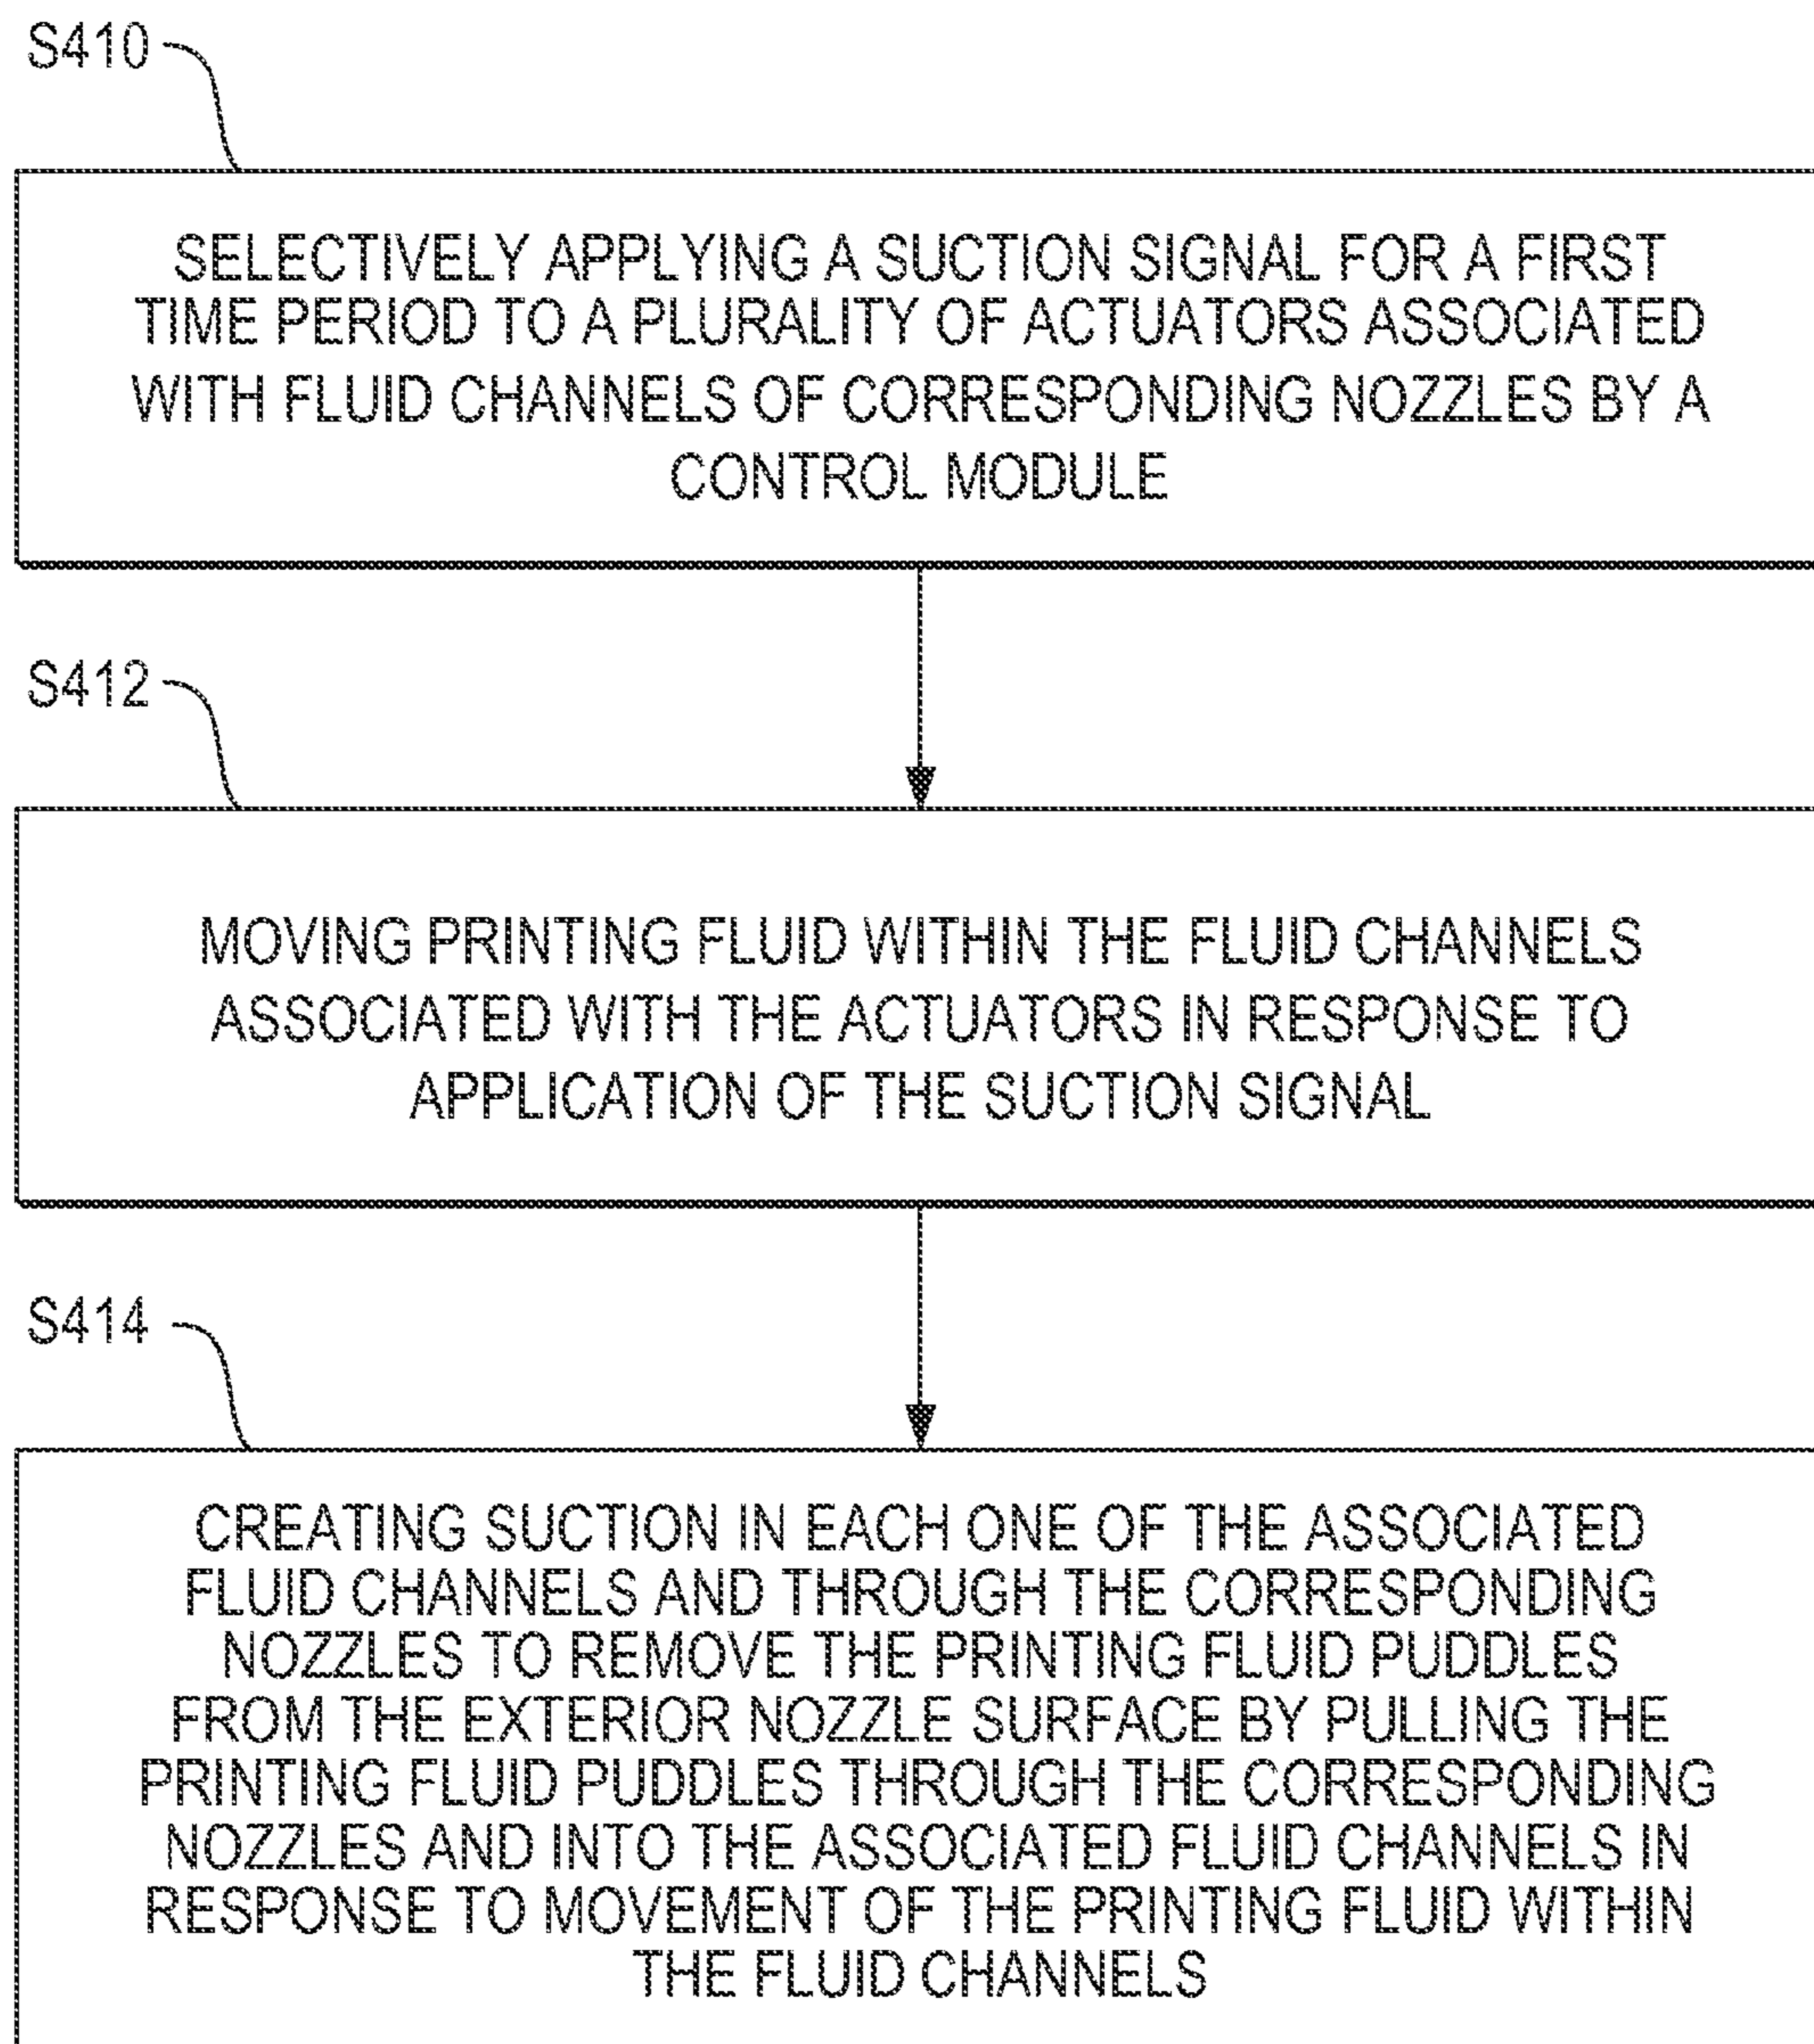 S410
SELECTIVELY APPLYING A SUCTION SIGNAL FOR A FIRST
TIME PERIOD TO A PLURALITY OF ACTUATORS ASSOCIATED
WITH FLUID CHANNELS OF CORRESPONDING NOZZLES BY A
CONTROL MODULE
S412
MOVING PRINTING FLUID WITHIN THE FLUID CHANNELS
ASSOCIATED WITH THE ACTUATORS IN RESPONSE TO
APPLICATION OF THE SUCTION SIGNAL
S414
CREATING SUCTION IN EACH ONE OF THE ASSOCIATED
FLUID CHANNELS AND THROUGH THE CORRESPONDING
NOZZLES TO REMOVE THE PRINTING FLUID PUDDLES
FROM THE EXTERIOR NOZZLE SURFACE BY PULLING THE
PRINTING FLUID PUDDLES THROUGH THE CORRESPONDING
NOZZLES AND INTO THE ASSOCIATED FLUID CHANNELS IN
RESPONSE TO MOVEMENT OF THE PRINTING FLUID WITHIN
THE FLUID CHANNELS